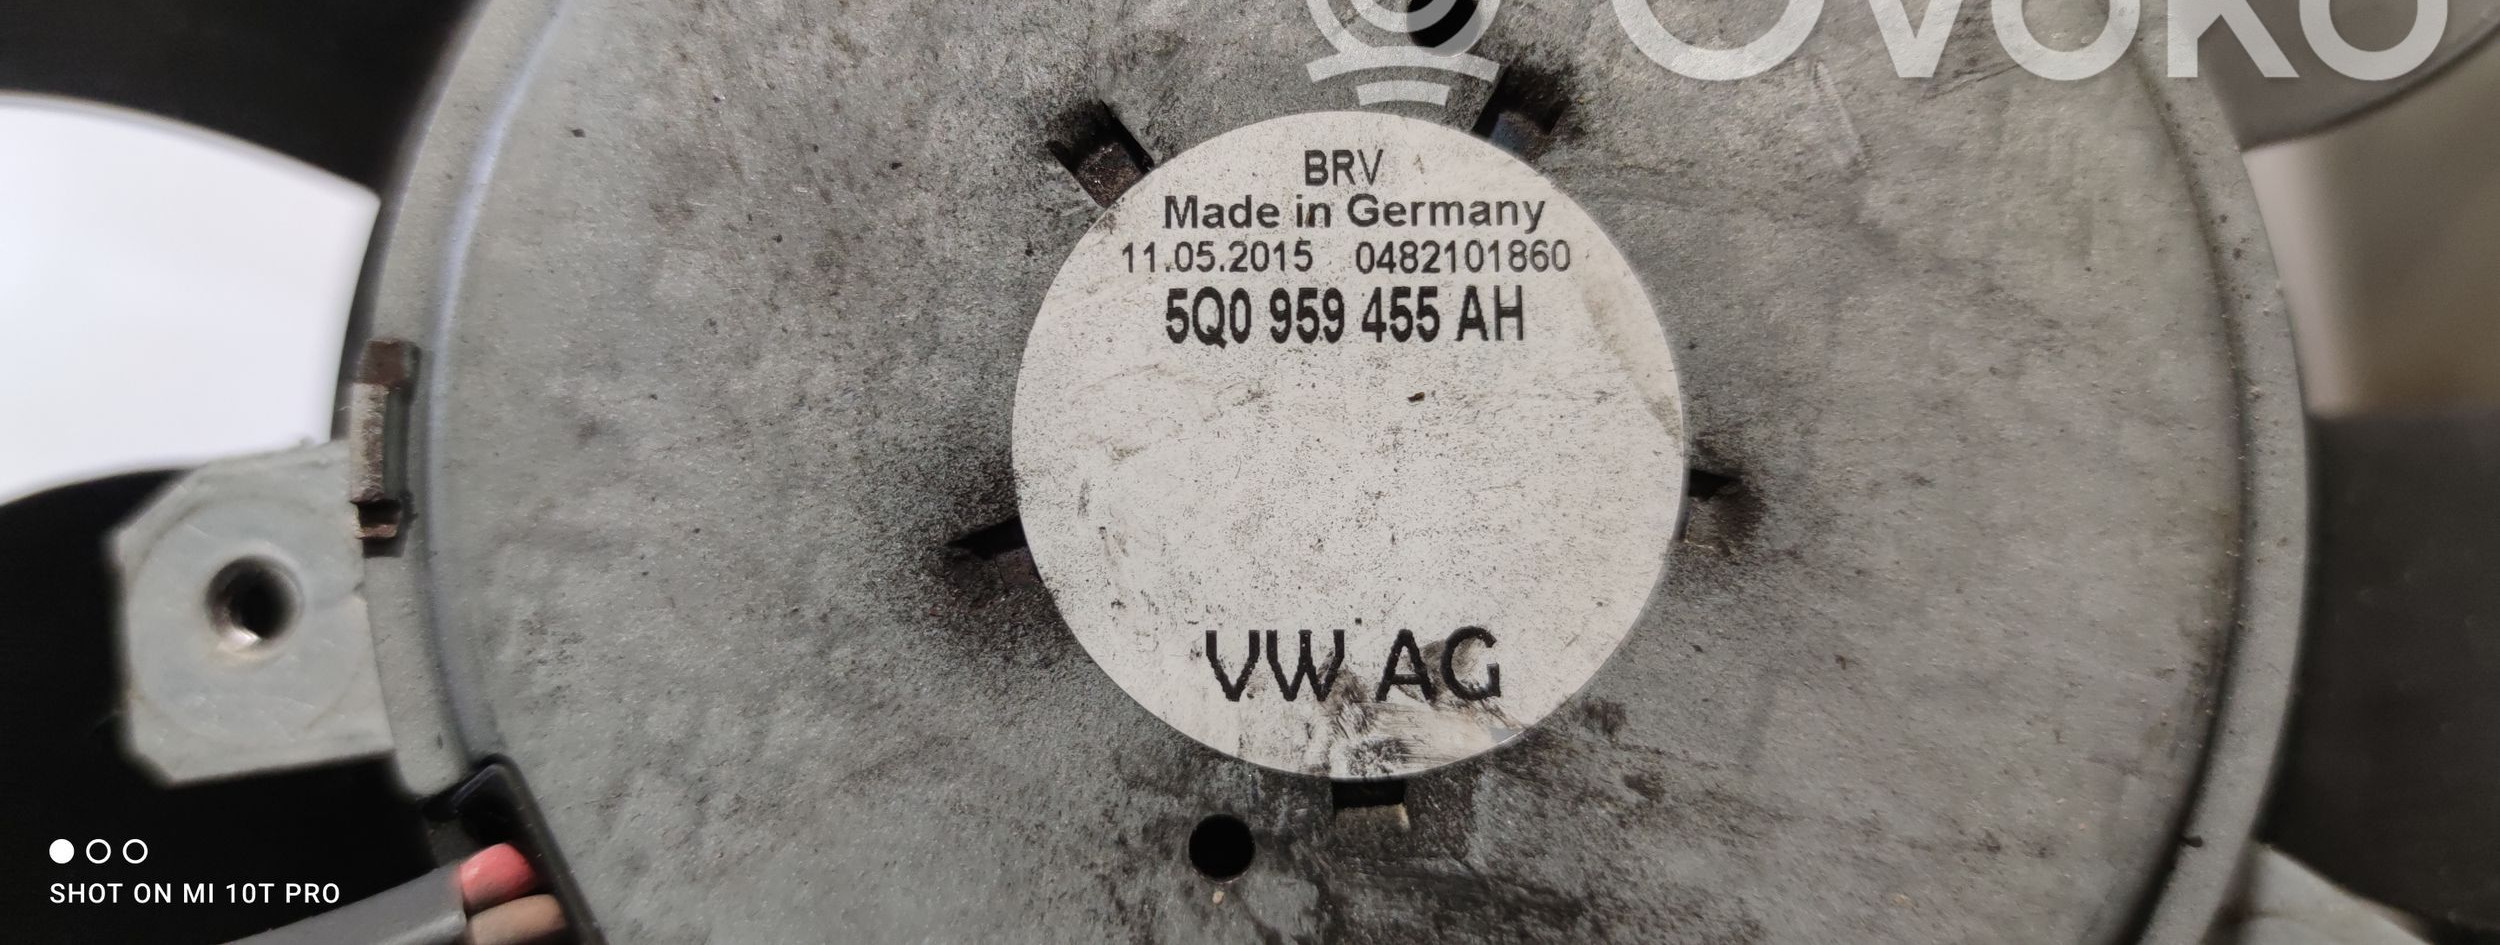 Ovoko
BRV
Made in Germany
11.05.2015 0482101860
5Q0 959 455 AH
VW AG
SHOT ON MI 10T PRO